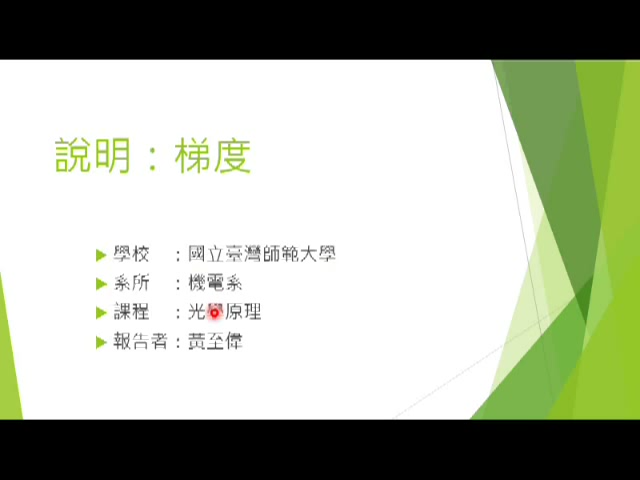 說明：梯度
學校　：國立臺灣師範大學
系所　：機電系
課程　：光學原理
報告者：黃至偉